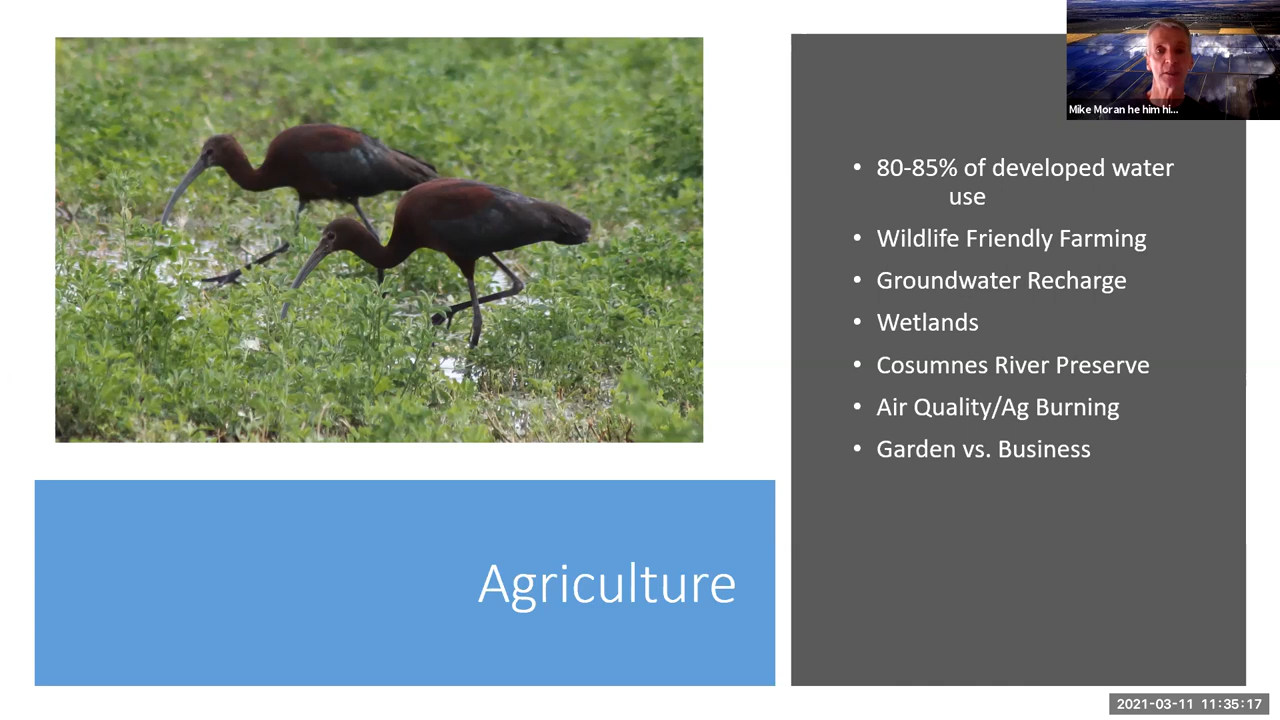 Mike Moran he him hi...
80-85% of developed water
use
Wildlife Friendly Farming
Groundwater Recharge
Wetlands
Cosumnes River Preserve
Air Quality/Ag Burning
Garden vs. Business
Agriculture
2021-03-11 11:35:17